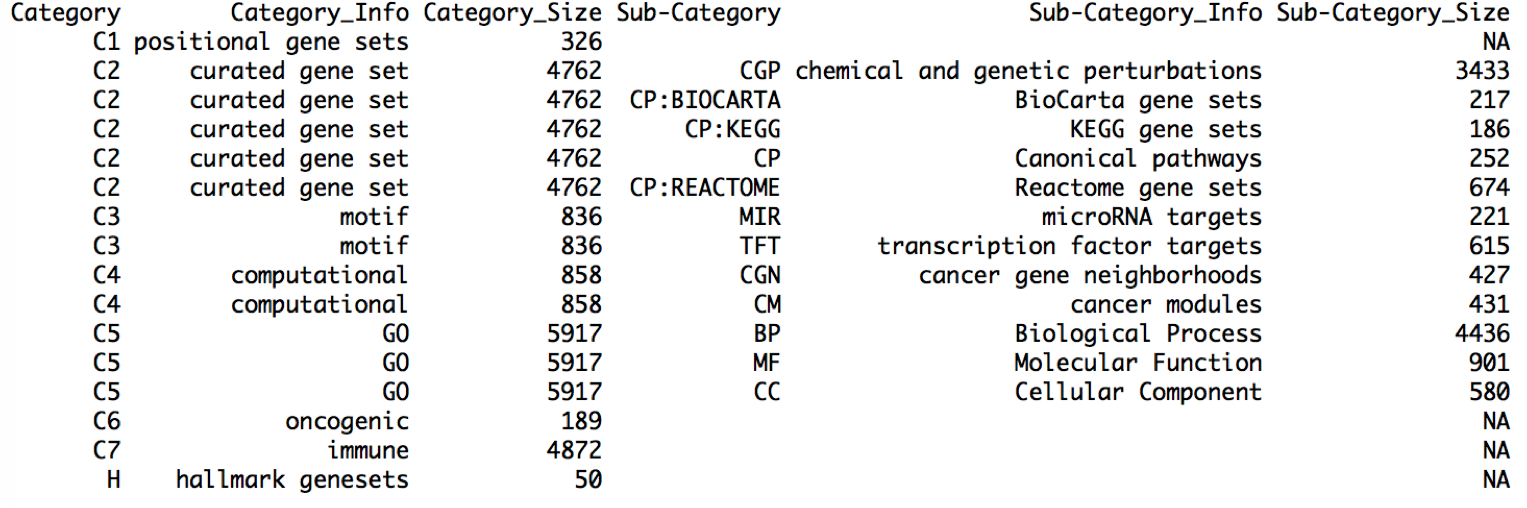 Category Category_Info Category_Size Sub-Category Sub-Category_Info Sub-Category_Size
C1 positional gene sets 326 NA
C2 curated gene set 4762 CGP chemical and genetic perturbations 3433
C2 curated gene set 4762 CP:BIOCARTA BioCarta gene sets 217
C2 curated gene set 4762 CP:KEGG KEGG gene sets 186
C2 curated gene set 4762 CP Canonical pathways 252
C2 curated gene set 4762 CP:REACTOME Reactome gene sets 674
C3 motif 836 MIR microRNA targets 221
C3 motif 836 TFT transcription factor targets 615
C4 computational 858 CGN cancer gene neighborhoods 427
C4 computational 858 CM cancer modules 431
C5 GO 5917 BP Biological Process 4436
C5 GO 5917 MF Molecular Function 901
C5 GO 5917 CC Cellular Component 580
C6 oncogenic 189 NA
C7 immune 4872 NA
H hallmark genesets 50 NA